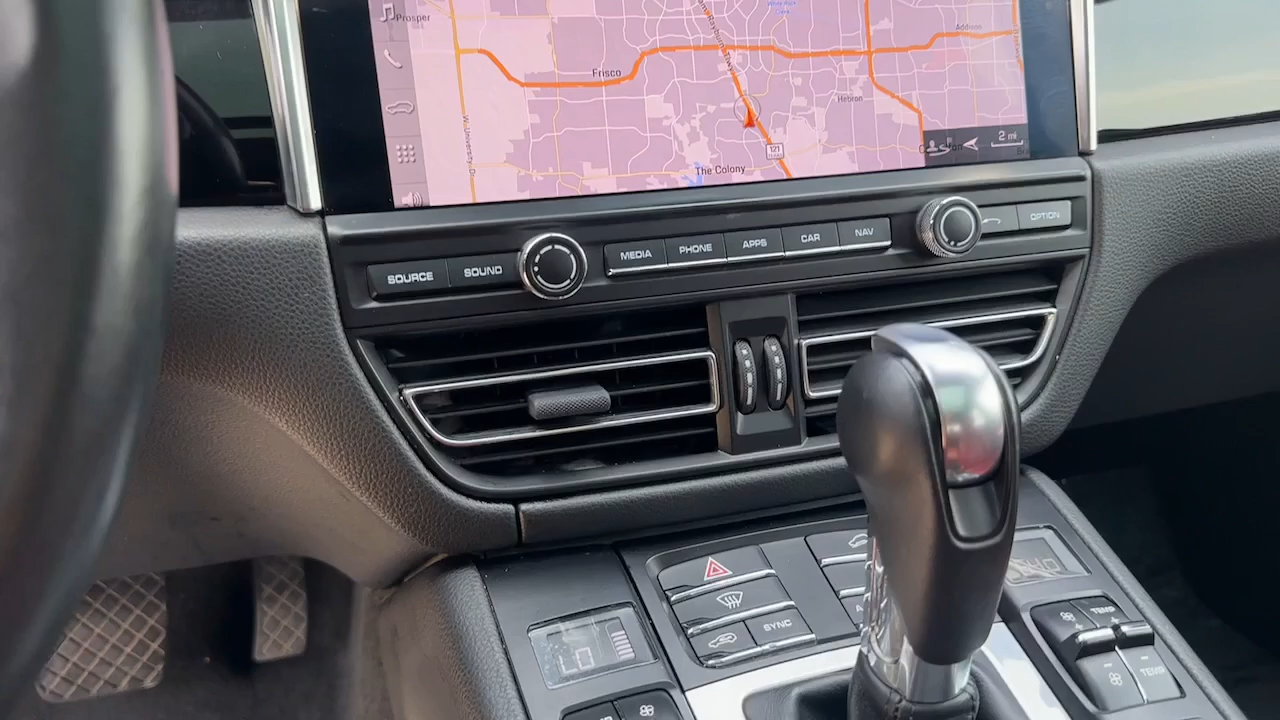 Prosper
Addison
Frisco
Hebron
121
2 mi
The Colony
OPTION
MEDIA
PHONE
APPS
CAR
NAV
SOURCE
SOUND
SYNC
TEMP
LO
TEMP